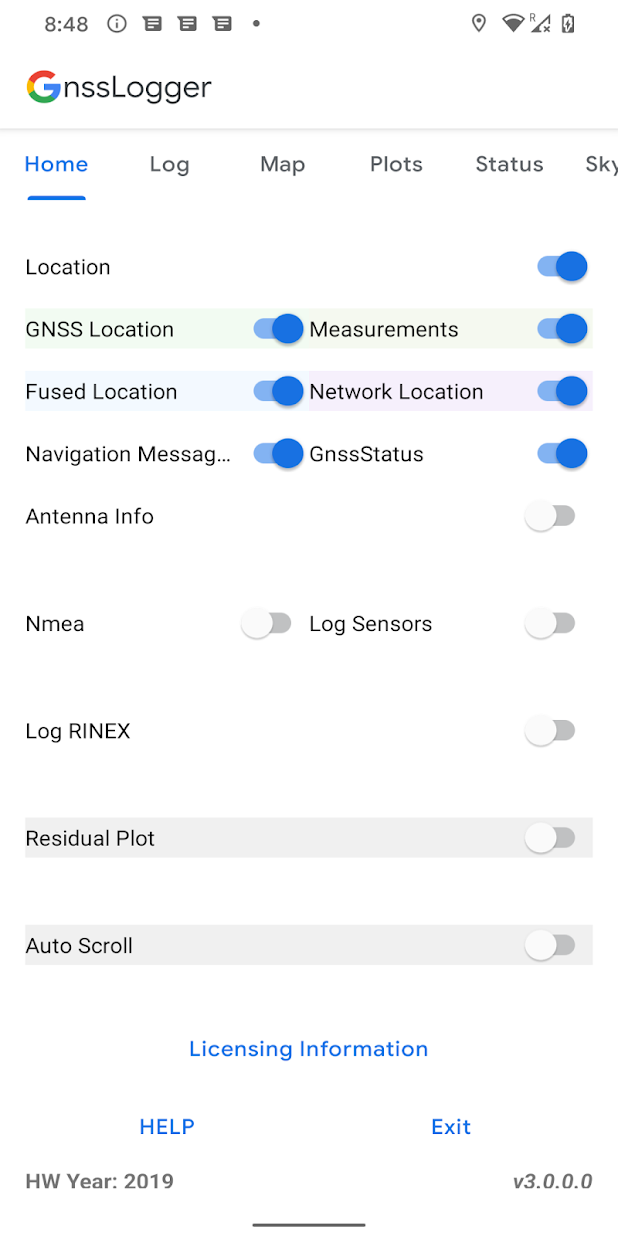 8:48
GnssLogger
Home Log Map Plots Status Sky
Location
GNSS Location Measurements
Fused Location Network Location
Navigation Messag... GnssStatus
Antenna Info
Nmea Log Sensors
Log RINEX
Residual Plot
Auto Scroll
Licensing Information
HELP Exit
HW Year: 2019 v3.0.0.0